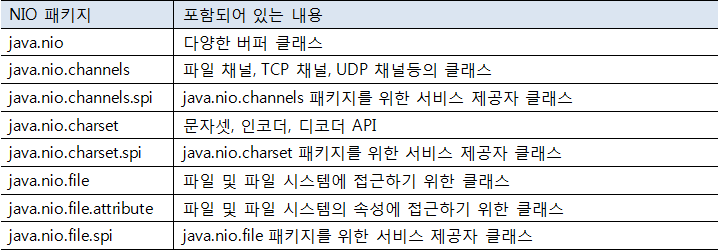 NIO 패키지 포함되어 있는 내용
java.nio 다양한 버퍼 클래스
java.nio.channels 파일 채널, TCP 채널, UDP 채널등의 클래스
java.nio.channels.spi java.nio.channels 패키지를 위한 서비스 제공자 클래스
java.nio.charset 문자셋, 인코더, 디코더 API
java.nio.charset.spi java.nio.charset 패키지를 위한 서비스 제공자 클래스
java.nio.file 파일 및 파일 시스템에 접근하기 위한 클래스
java.nio.file.attribute 파일 및 파일 시스템의 속성에 접근하기 위한 클래스
java.nio.file.spi java.nio.file 패키지를 위한 서비스 제공자 클래스